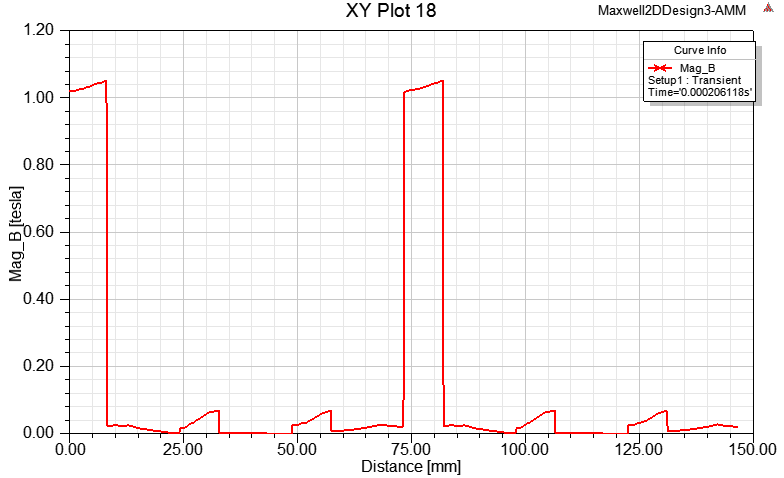 XY Plot 18
Maxwell2DDesign3-AMM
Curve Info
Mag_B
Setup1 : Transient
Time='0.000206118s'
1.20
1.00
0.80
0.60
0.40
0.20
0.00
Mag_B [tesla]
0.00 25.00 50.00 75.00 100.00 125.00 150.00
Distance [mm]